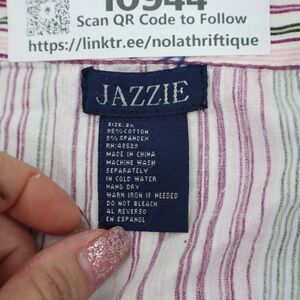 10944
Scan QR Code to Follow
https://linktr.ee/nolathriftique
JAZZIE
SIZE: 2X
95% COTTON
5% SPANDEX
RN: 48629
MADE IN CHINA
MACHINE WASH
SEPARATELY
IN COLD WATER
HANG DRY
WARM IRON IF NEEDED
DO NOT BLEACH
AL REVERSO
EN ESPANOL